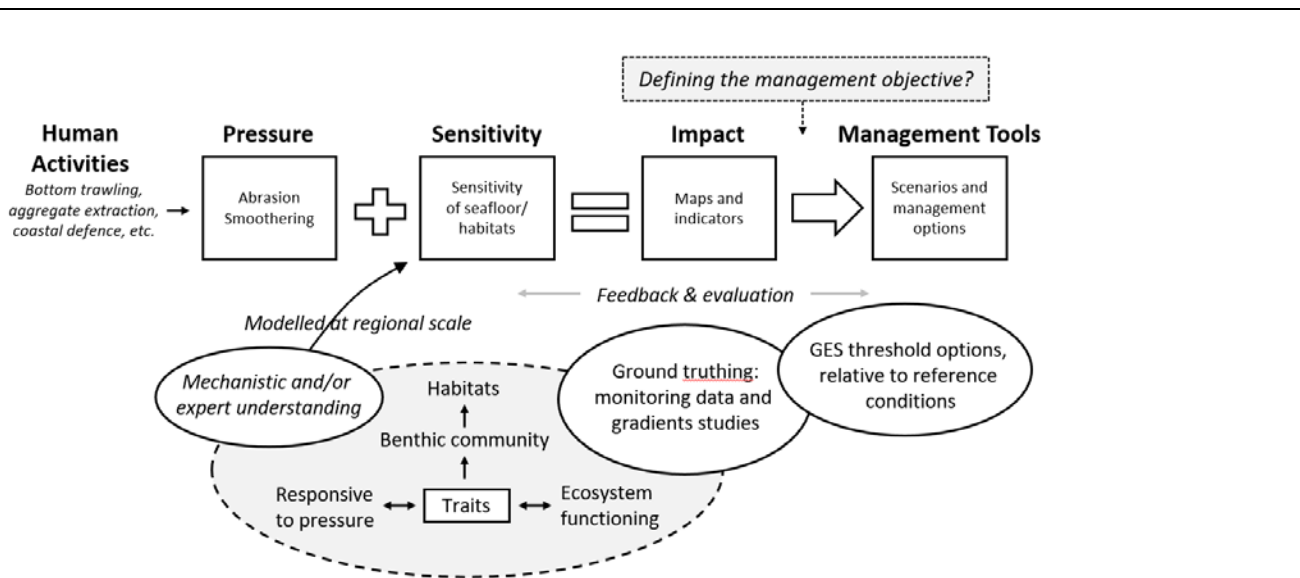 Defining the management objective?
Human
Activities
Bottom trawling,
aggregate extraction,
coastal defence, etc.
Pressure
Abrasion
Smoothering
Sensitivity
Sensitivity
of seafloor/
habitats
Impact
Maps and
indicators
Management Tools
Scenarios and
management
options
Feedback & evaluation
Modelled at regional scale
Mechanistic and/or
expert understanding
Habitats
Benthic community
Responsive
to pressure
Traits
Ecosystem
functioning
Ground truthing:
monitoring data and
gradients studies
GES threshold options,
relative to reference
conditions